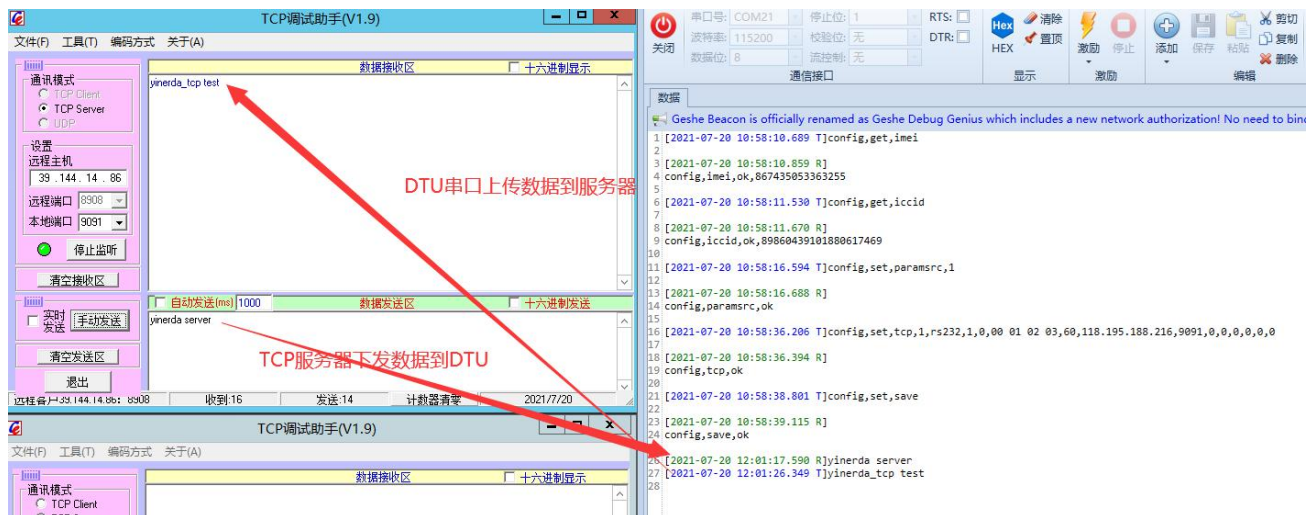 TCP调试助手(V1.9)
文件(F) 工具(T) 编码方式 关于(A)
通讯模式
TCP Client
TCP Server
UDP
设置
远程主机
39 .144. 14 . 86
远程端口 8908
本地端口 9091
停止监听
清空接收区
数据接收区
十六进制显示
yinerda_tcp test
DTU串口上传数据到服务器
实时发送
手动发送
清空发送区
退出
自动发送(ms) 1000
数据发送区
十六进制发送
yinerda server
TCP服务器下发数据到DTU
远程客户39.144.14.86: 8908
收到:16
发送:14
计数器清零
2021/7/20
TCP调试助手(V1.9)
文件(F) 工具(T) 编码方式 关于(A)
通讯模式
TCP Client
数据接收区
十六进制显示
关闭
串口号: COM21
停止位: 1
RTS:
波特率: 115200
校验位: 无
DTR:
数据位: 8
流控制: 无
通信接口
Hex
HEX
清除
置顶
显示
激励
停止
激励
添加
保存
粘贴
剪切
复制
删除
编辑
数据
Geshe Beacon is officially renamed as Geshe Debug Genius which includes a new network authorization! No need to bind
1 [2021-07-20 10:58:10.689 T]config,get,imei
2
3 [2021-07-20 10:58:10.859 R]
4 config,imei,ok,867435053363255
5
6 [2021-07-20 10:58:11.530 T]config,get,iccid
7
8 [2021-07-20 10:58:11.670 R]
9 config,iccid,ok,89860439101880617469
10
11 [2021-07-20 10:58:16.594 T]config,set,paramsrc,1
12
13 [2021-07-20 10:58:16.688 R]
14 config,paramsrc,ok
15
16 [2021-07-20 10:58:36.206 T]config,set,tcp,1,rs232,1,0,00 01 02 03,60,118.195.188.216,9091,0,0,0,0,0,0
17
18 [2021-07-20 10:58:36.394 R]
19 config,tcp,ok
20
21 [2021-07-20 10:58:38.801 T]config,set,save
22
23 [2021-07-20 10:58:39.115 R]
24 config,save,ok
26 [2021-07-20 12:01:17.590 R]yinerda server
27 [2021-07-20 12:01:26.349 T]yinerda_tcp test
28